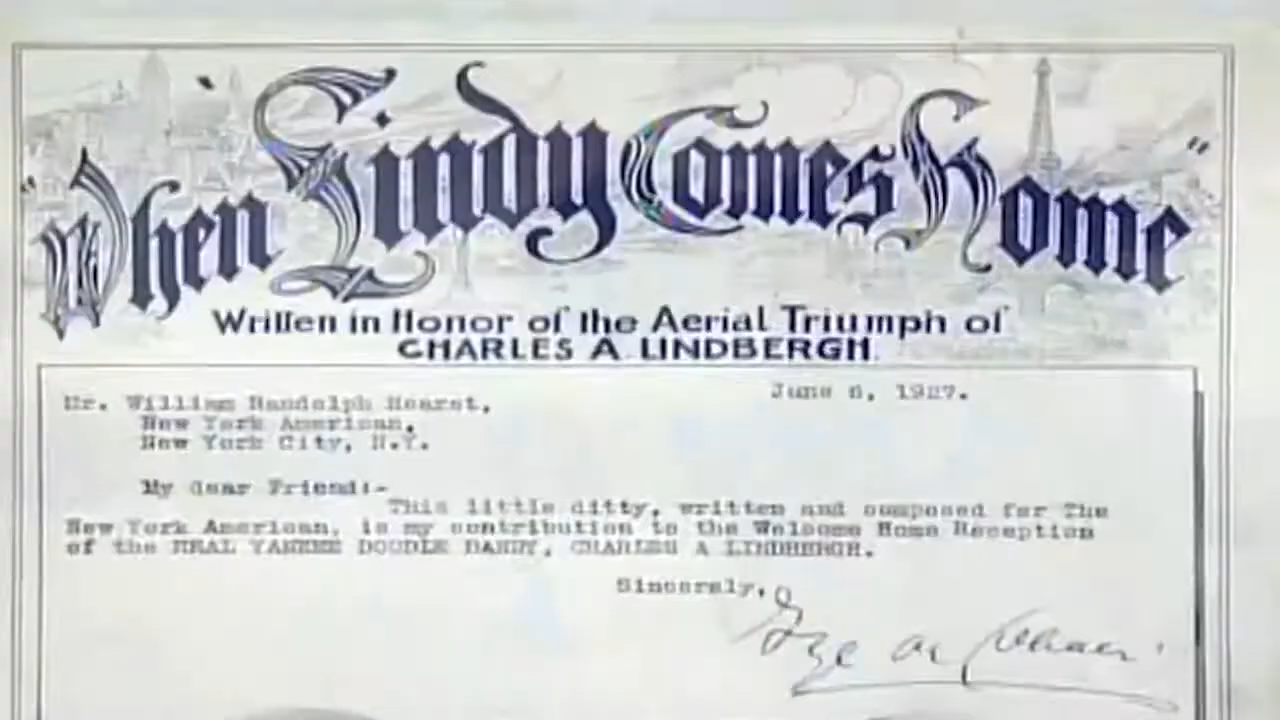 "When Lindy Comes Home"
Written in Honor of the Aerial Triumph of
CHARLES A. LINDBERGH
June 6, 1927.
Mr. William Randolph Hearst,
New York American,
New York City, N.Y.
My dear Friend:-
This little ditty, written and composed for The
New York American, is my contribution to the Welcome Home Reception
of the REAL YANKEE DOODLE DANDY, CHARLES A LINDBERGH.
Sincerely,
Geo M Cohan